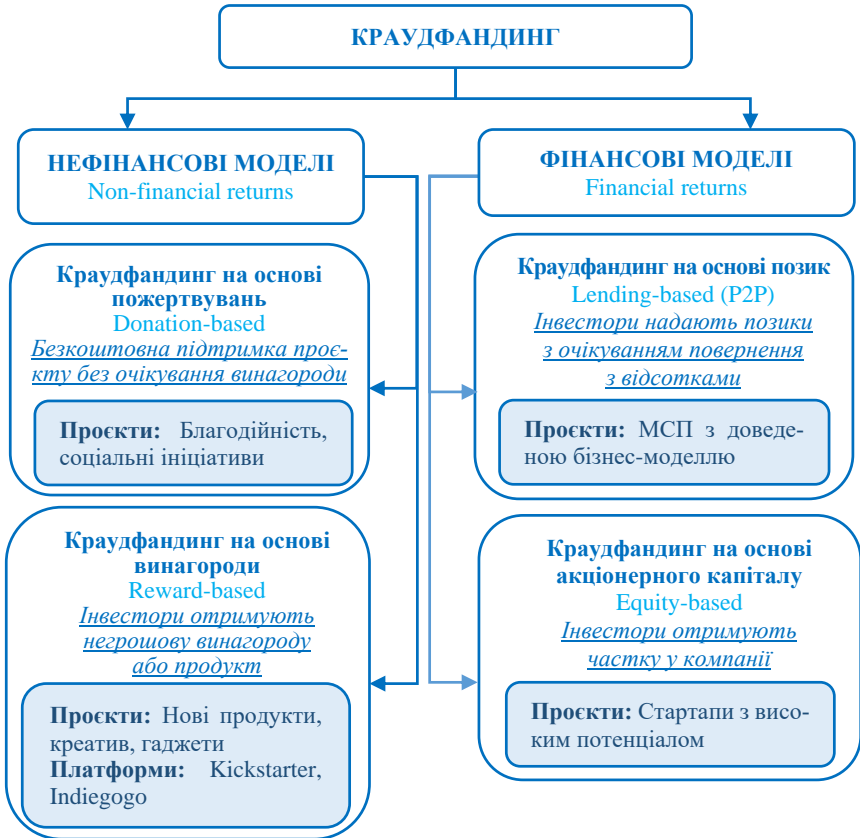 КРАУДФАНДИНГ
НЕФІНАНСОВІ МОДЕЛІ
Non-financial returns
ФІНАНСОВІ МОДЕЛІ
Financial returns
Краудфандинг на основі
пожертвувань
Donation-based
Безкоштовна підтримка проє-
кту без очікування винагороди
Проєкти: Благодійність,
соціальні ініціативи
Краудфандинг на основі позик
Lending-based (P2P)
Інвестори надають позики
з очікуванням повернення
з відсотками
Проєкти: МСП з доведе-
ною бізнес-моделлю
Краудфандинг на основі
винагороди
Reward-based
Інвестори отримують
негрошову винагороду
або продукт
Проєкти: Нові продукти,
креатив, гаджети
Платформи: Kickstarter,
Indiegogo
Краудфандинг на основі
акціонерного капіталу
Equity-based
Інвестори отримують
частку у компанії
Проєкти: Стартапи з висо-
ким потенціалом